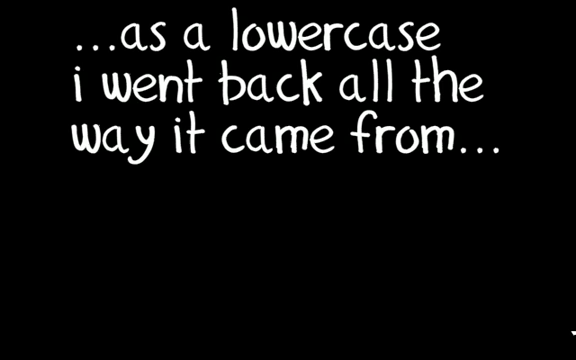 ...as a lowercase
i went back all the
way it came from...